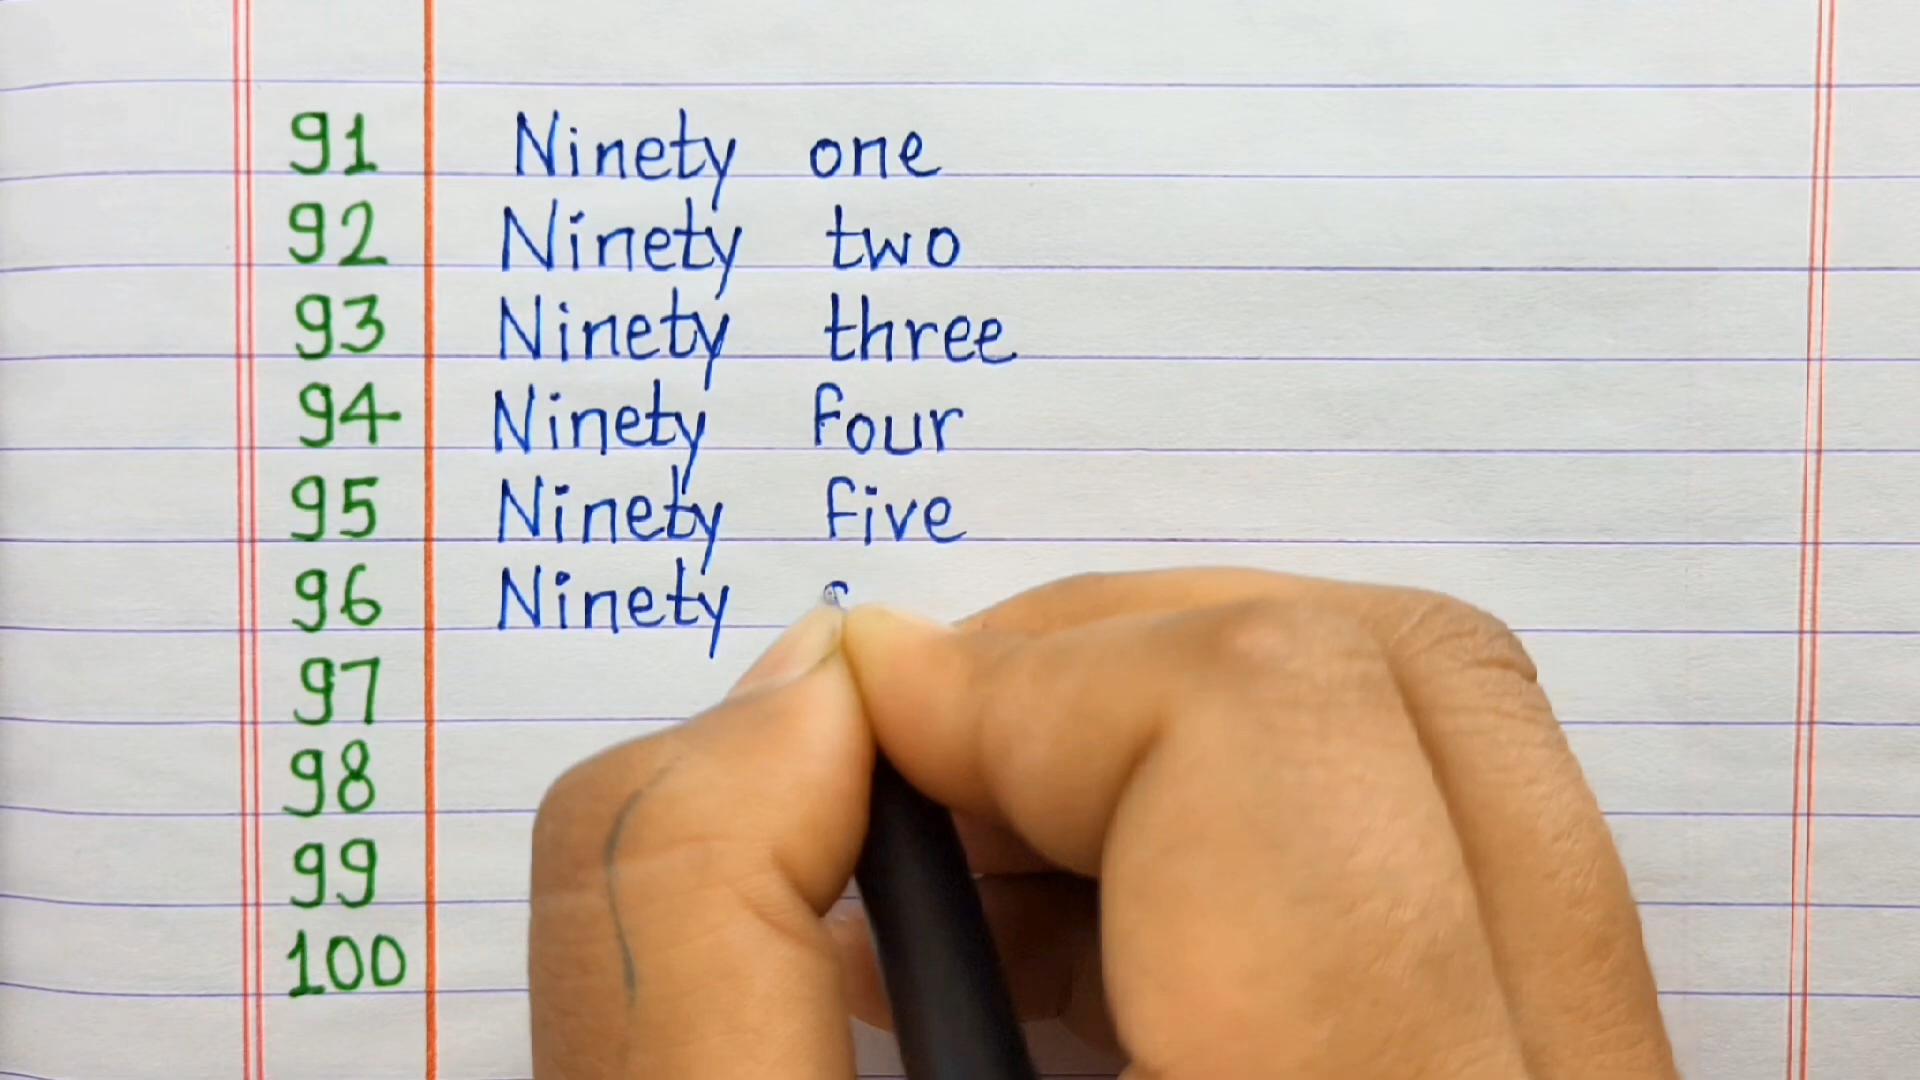 91 Ninety one
92 Ninety two
93 Ninety three
94 Ninety four
95 Ninety five
96 Ninety
97
98
99
100